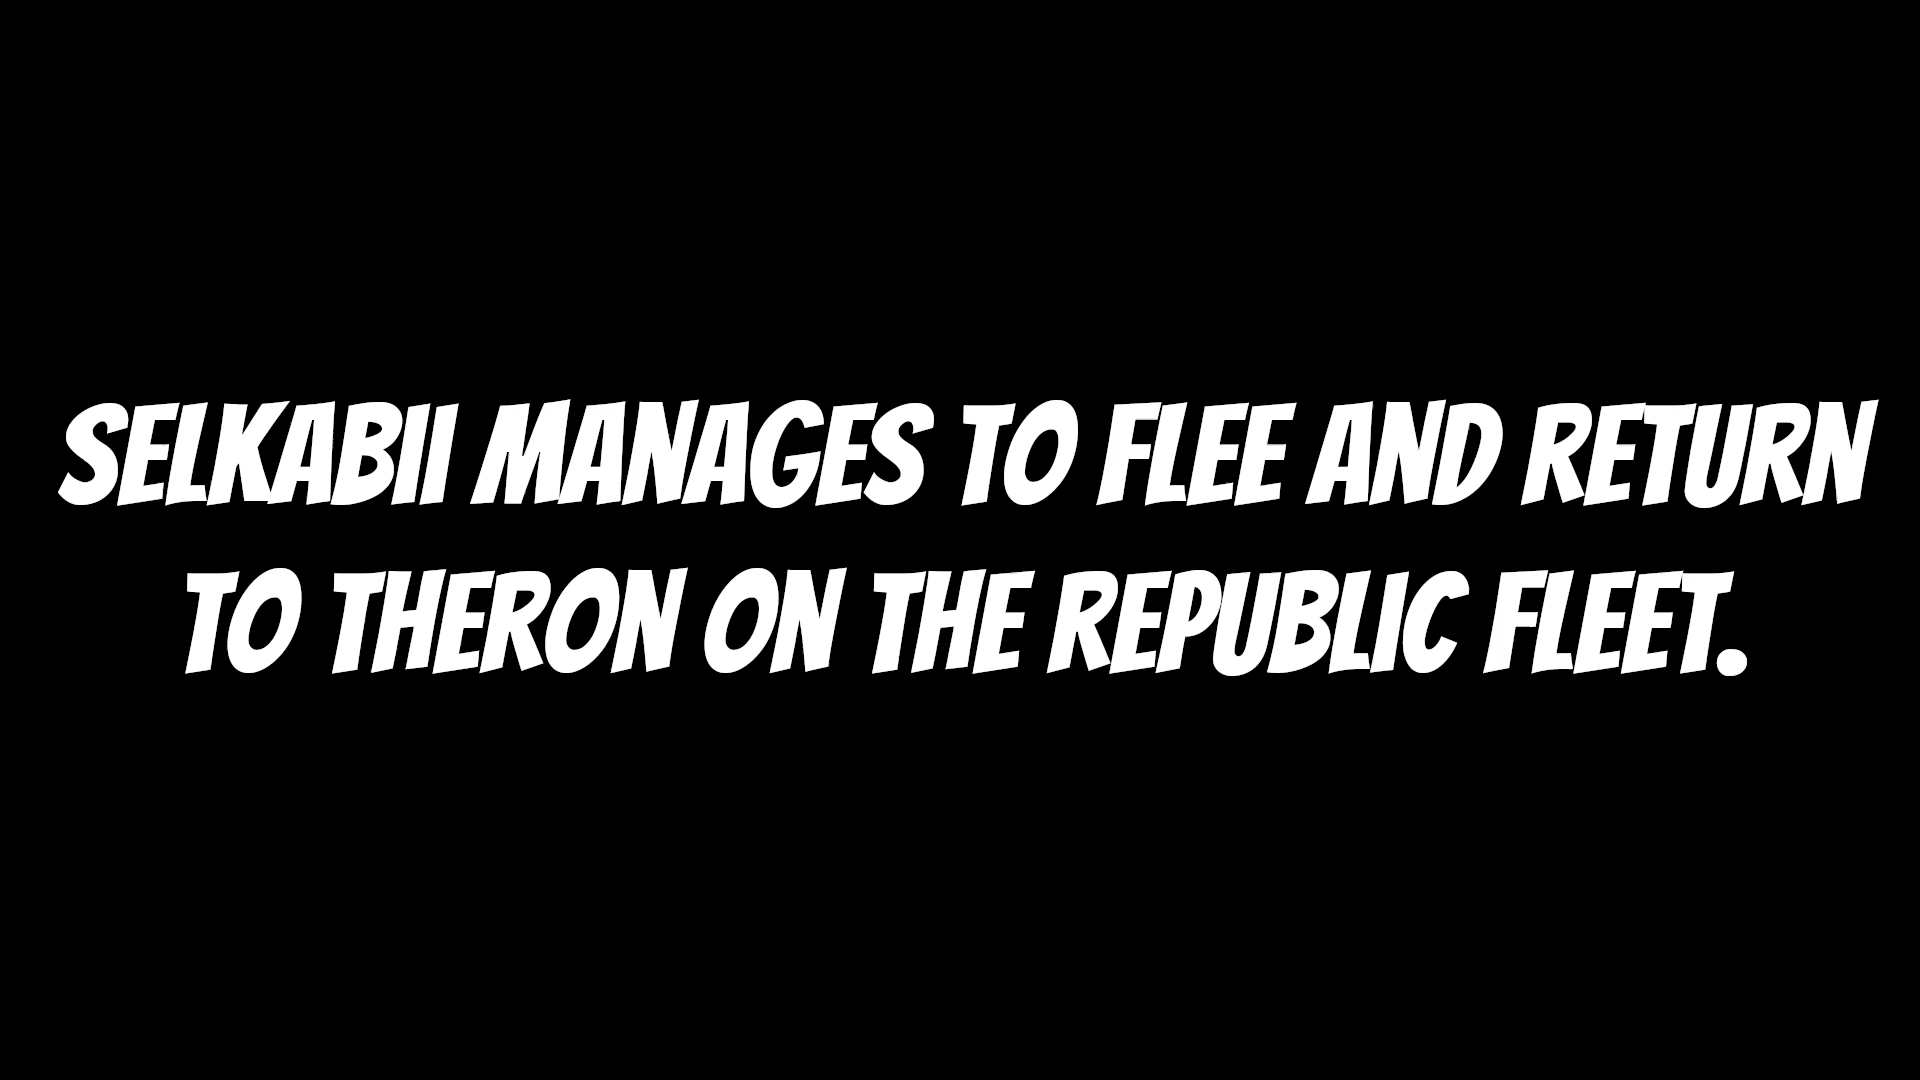 SELKABII MANAGES TO FLEE AND RETURN
TO THERON ON THE REPUBLIC FLEET.